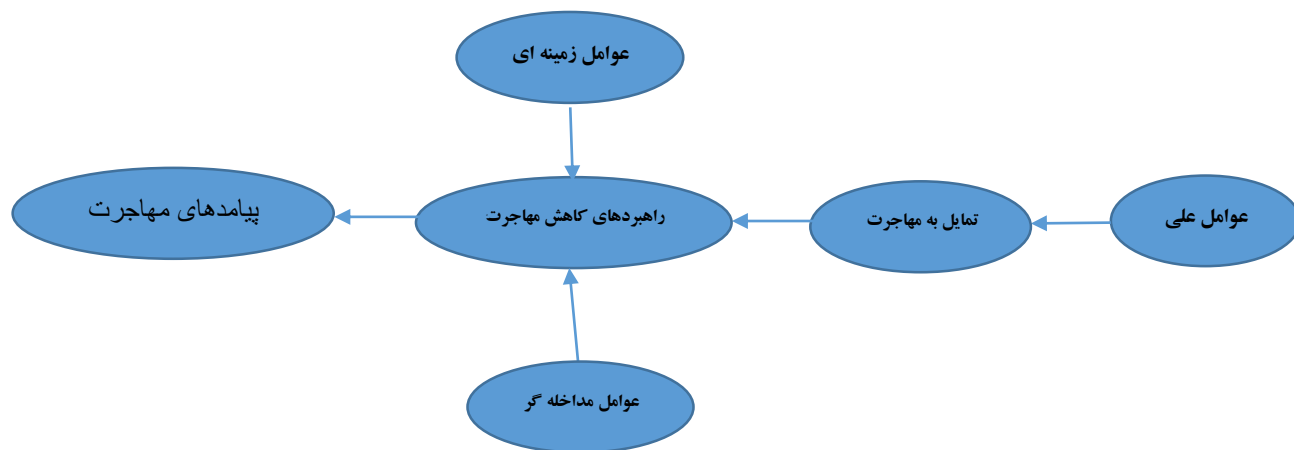 عوامل زمینه ای
عوامل علی
تمایل به مهاجرت
راهبردهای کاهش مهاجرت
پیامدهای مهاجرت
عوامل مداخله گر